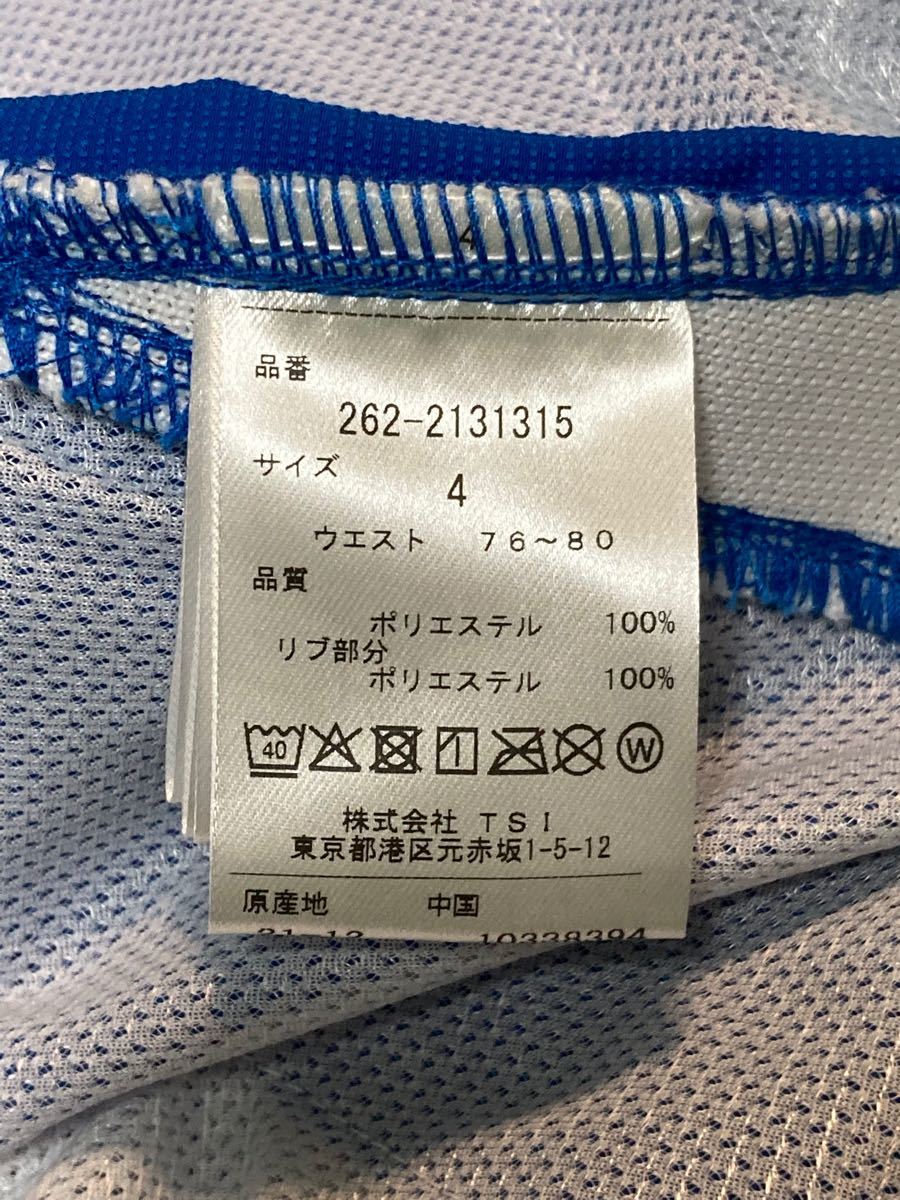 4
品番
262-2131315
サイズ
4
ウエスト 76~80
品質
ポリエステル 100%
リブ部分
ポリエステル 100%
40
W
株式会社 TSI
東京都港区元赤坂1-5-12
原産地 中国
21.12 10338394